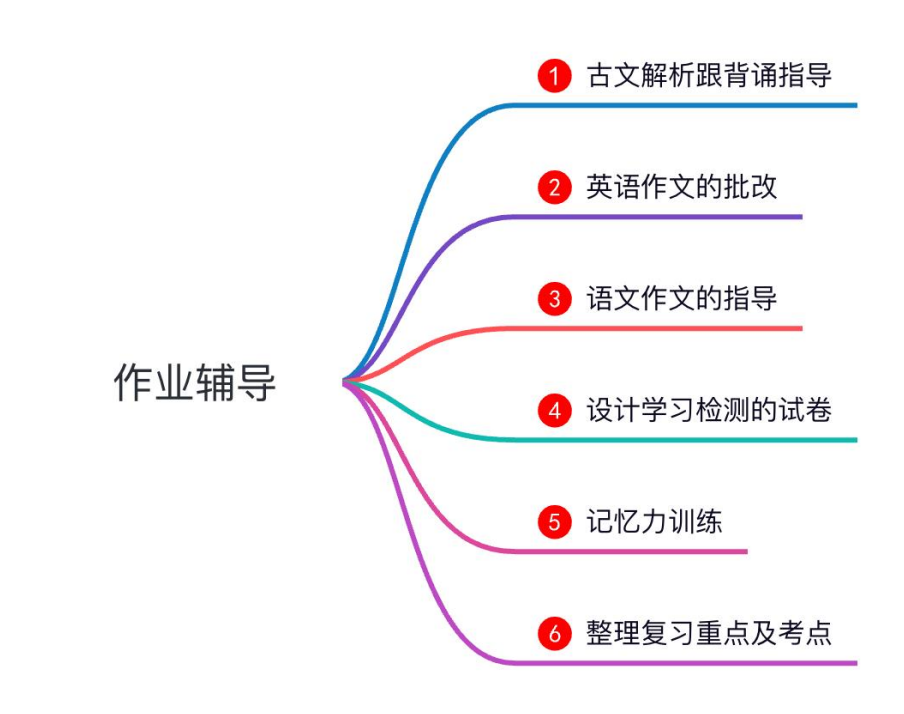 作业辅导
1 古文解析跟背诵指导
2 英语作文的批改
3 语文作文的指导
4 设计学习检测的试卷
5 记忆力训练
6 整理复习重点及考点